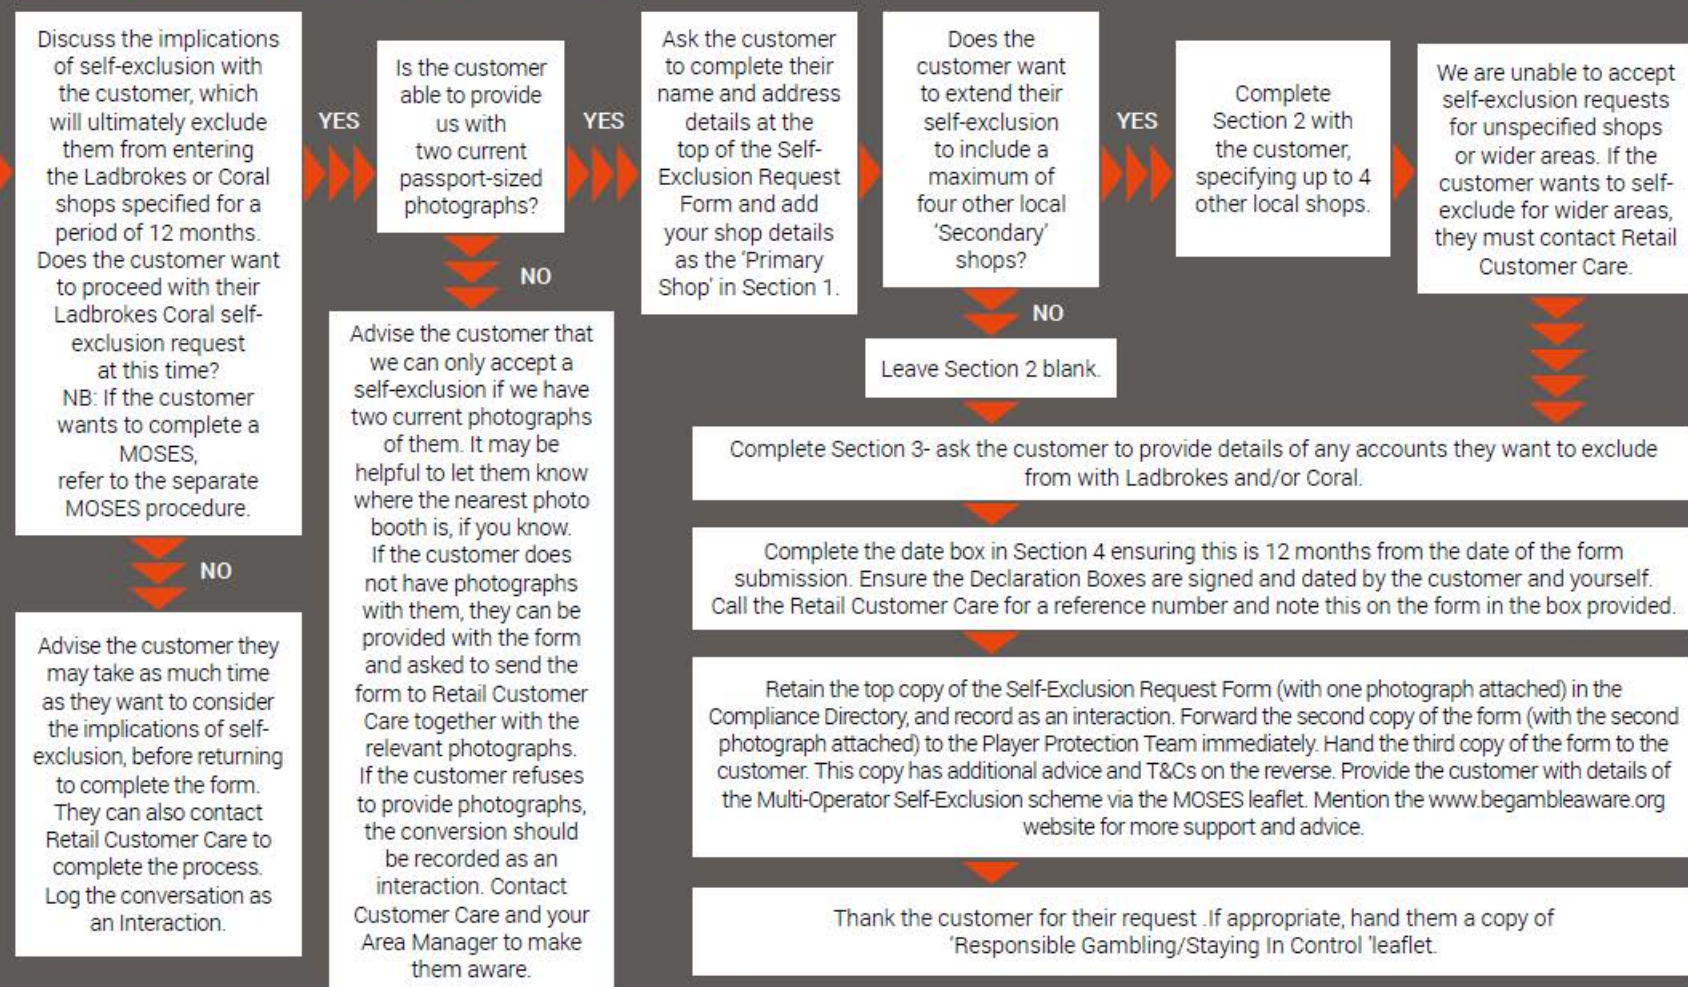 Discuss the implications
of self-exclusion with
the customer, which
will ultimately exclude
them from entering
the Ladbrokes or Coral
shops specified for a
period of 12 months.
Does the customer want
to proceed with their
Ladbrokes Coral self-
exclusion request
at this time?
NB: If the customer
wants to complete a
MOSES,
refer to the separate
MOSES procedure.
NO
Advise the customer they
may take as much time
as they want to consider
the implications of self-
exclusion, before returning
to complete the form.
They can also contact
Retail Customer Care to
complete the process.
Log the conversation as
an Interaction.
YES
Is the customer
able to provide
us with
two current
passport-sized
photographs?
NO
Advise the customer that
we can only accept a
self-exclusion if we have
two current photographs
of them. It may be
helpful to let them know
where the nearest photo
booth is, if you know.
If the customer does
not have photographs
with them, they can be
provided with the form
and asked to send the
form to Retail Customer
Care together with the
relevant photographs.
If the customer refuses
to provide photographs,
the conversion should
be recorded as an
interaction. Contact
Customer Care and your
Area Manager to make
them aware.
YES
Ask the customer
to complete their
name and address
details at the
top of the Self-
Exclusion Request
Form and add
your shop details
as the 'Primary
Shop' in Section 1.
Does the
customer want
to extend their
self-exclusion
to include a
maximum of
four other local
'Secondary'
shops?
NO
Leave Section 2 blank.
YES
Complete
Section 2 with
the customer,
specifying up to 4
other local shops.
We are unable to accept
self-exclusion requests
for unspecified shops
or wider areas. If the
customer wants to self-
exclude for wider areas,
they must contact Retail
Customer Care.
Complete Section 3- ask the customer to provide details of any accounts they want to exclude
from with Ladbrokes and/or Coral.
Complete the date box in Section 4 ensuring this is 12 months from the date of the form
submission. Ensure the Declaration Boxes are signed and dated by the customer and yourself.
Call the Retail Customer Care for a reference number and note this on the form in the box provided.
Retain the top copy of the Self-Exclusion Request Form (with one photograph attached) in the
Compliance Directory, and record as an interaction. Forward the second copy of the form (with the second
photograph attached) to the Player Protection Team immediately. Hand the third copy of the form to the
customer. This copy has additional advice and T&Cs on the reverse. Provide the customer with details of
the Multi-Operator Self-Exclusion scheme via the MOSES leaflet. Mention the www.begambleaware.org
website for more support and advice.
Thank the customer for their request .If appropriate, hand them a copy of
'Responsible Gambling/Staying In Control 'leaflet.